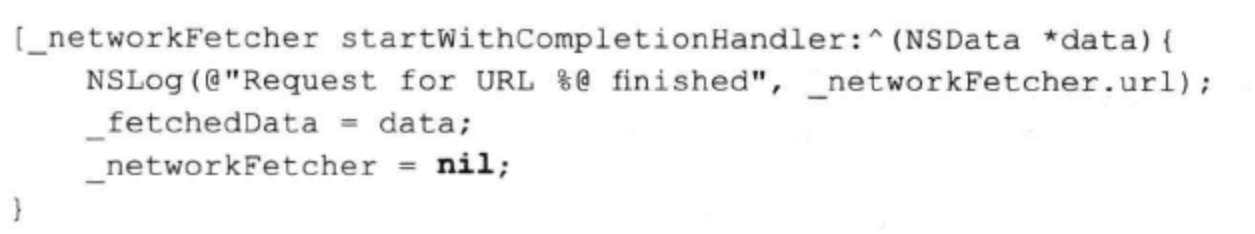 [_networkFetcher startWithCompletionHandler:^(NSData *data){
    NSLog(@"Request for URL %@ finished", _networkFetcher.url);
    _fetchedData = data;
    _networkFetcher = nil;
}